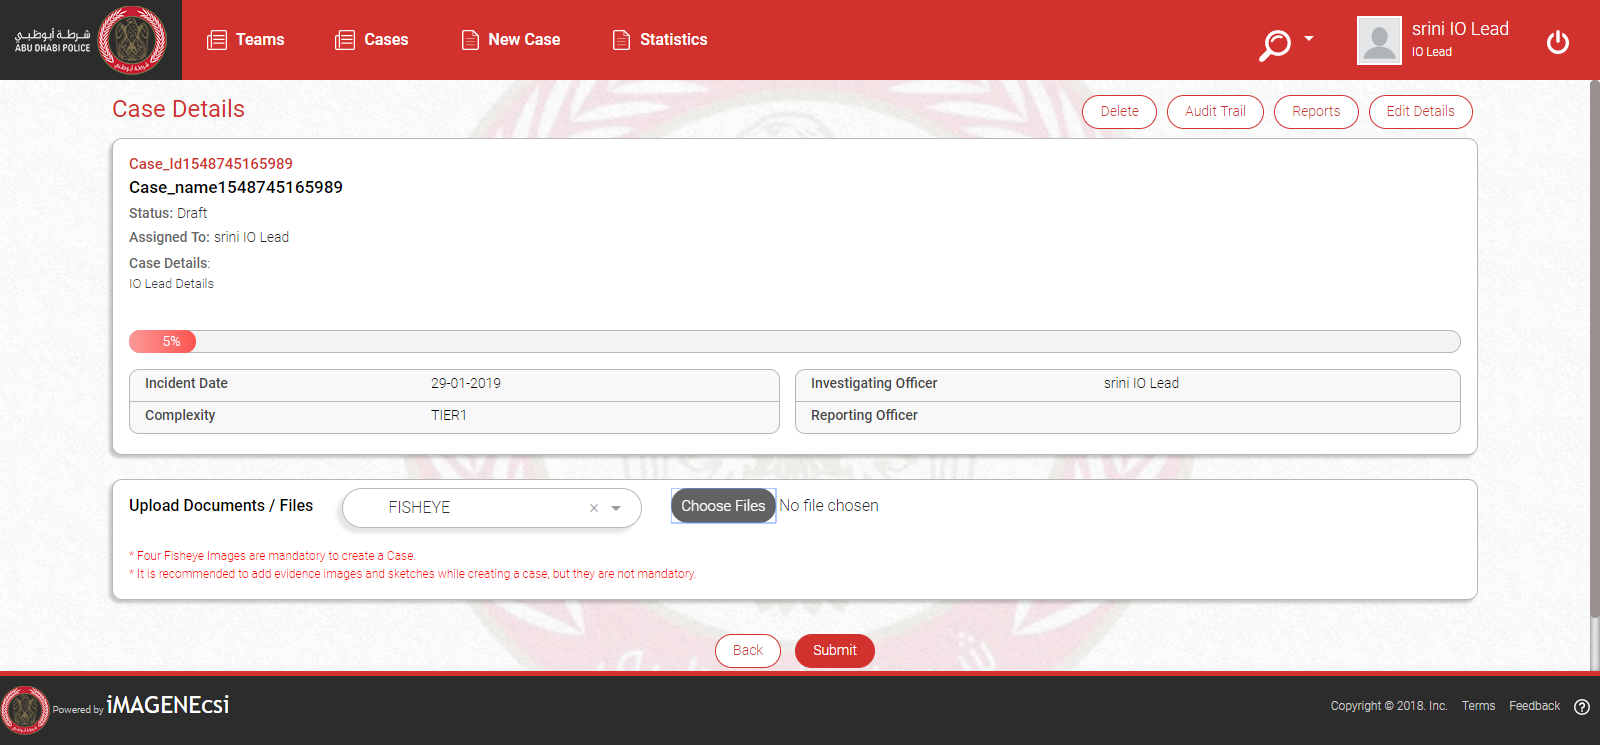 شرطة أبوظبي
ABU DHABI POLICE
Teams
Cases
New Case
Statistics
srini IO Lead
IO Lead
Case Details
Delete
Audit Trail
Reports
Edit Details
Case_Id1548745165989
Case_name1548745165989
Status: Draft
Assigned To: srini IO Lead
Case Details:
IO Lead Details
5%
Incident Date 29-01-2019
Complexity TIER1
Investigating Officer srini IO Lead
Reporting Officer
Upload Documents / Files
FISHEYE
×
Choose Files No file chosen
* Four Fisheye Images are mandatory to create a Case.
* It is recommended to add evidence images and sketches while creating a case, but they are not mandatory.
Back
Submit
Powered by iMAGENEcsi
Copyright © 2018. Inc.
Terms
Feedback
?